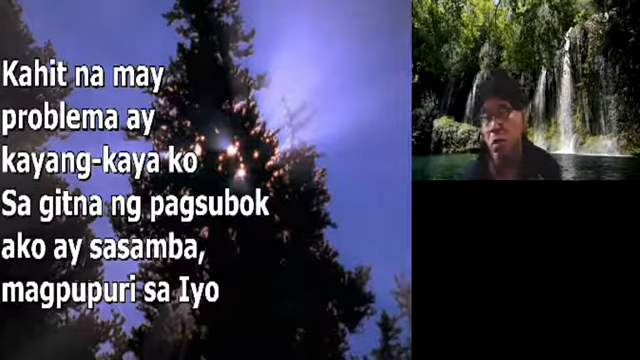 Kahit na may
problema ay
kayang-kaya ko
Sa gitna ng pagsubok
ako ay sasamba,
magpupuri sa Iyo